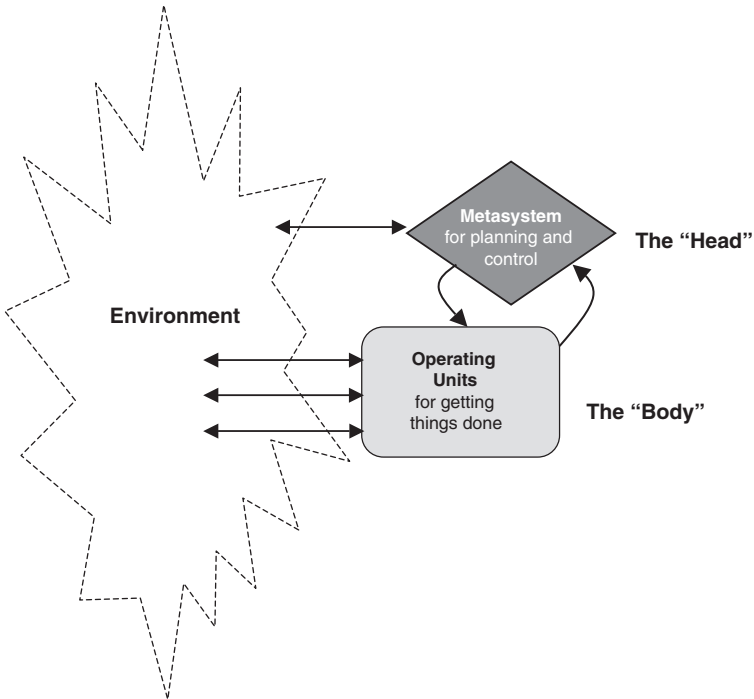 Metasystem
for planning and
control
The “Head”
Environment
Operating
Units
for getting
things done
The “Body”